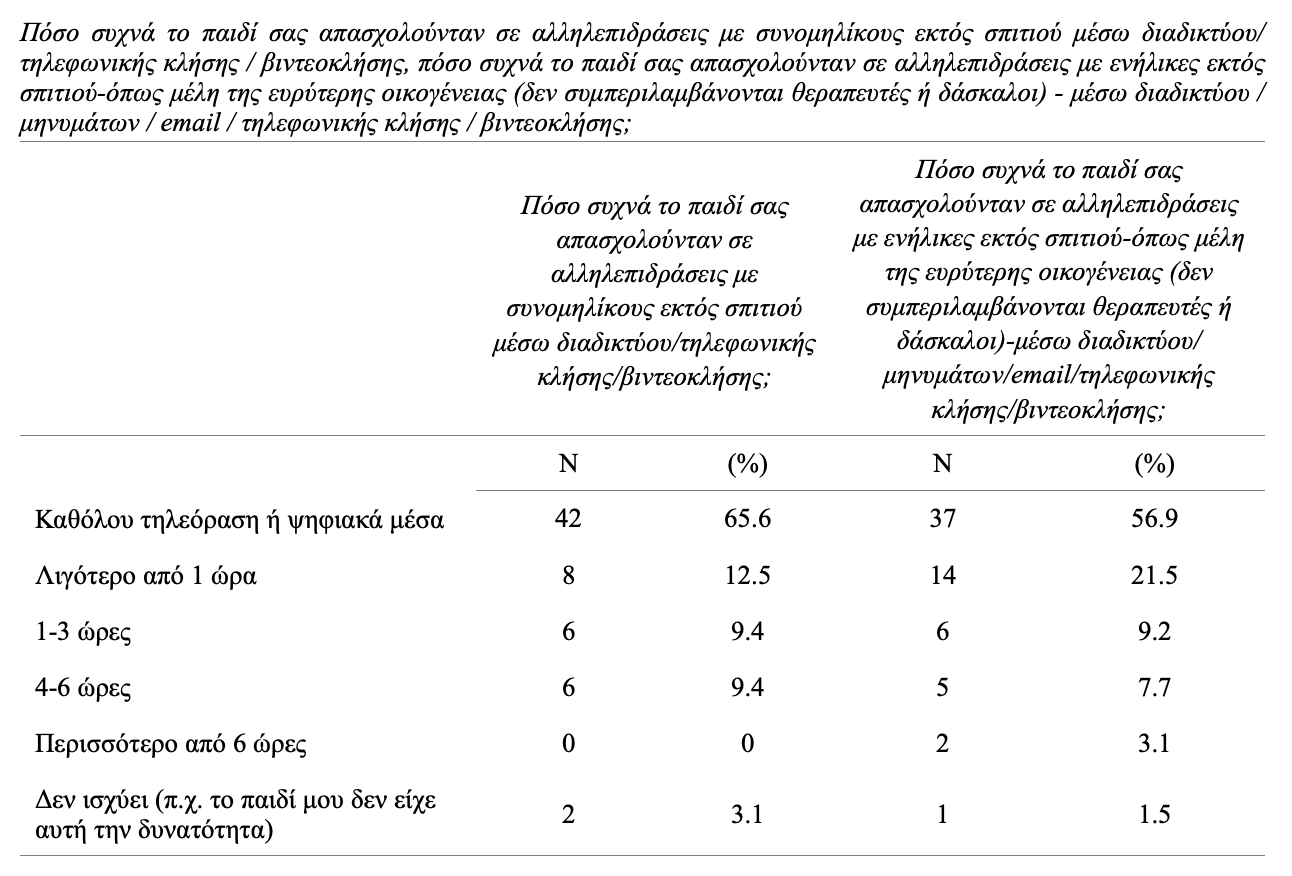 Πόσο συχνά το παιδί σας απασχολούνταν σε αλληλεπιδράσεις με συνομηλίκους εκτός σπιτιού μέσω διαδικτύου/
τηλεφωνικής κλήσης / βιντεοκλήσης, πόσο συχνά το παιδί σας απασχολούνταν σε αλληλεπιδράσεις με ενήλικες εκτός
σπιτιού-όπως μέλη της ευρύτερης οικογένειας (δεν συμπεριλαμβάνονται θεραπευτές ή δάσκαλοι) - μέσω διαδικτύου /
μηνυμάτων / email / τηλεφωνικής κλήσης / βιντεοκλήσης;
Πόσο συχνά το παιδί σας
απασχολούνταν σε
αλληλεπιδράσεις με
συνομηλίκους εκτός σπιτιού
μέσω διαδικτύου/τηλεφωνικής
κλήσης/βιντεοκλήσης;
Πόσο συχνά το παιδί σας
απασχολούνταν σε αλληλεπιδράσεις
με ενήλικες εκτός σπιτιού-όπως μέλη
της ευρύτερης οικογένειας (δεν
συμπεριλαμβάνονται θεραπευτές ή
δάσκαλοι)-μέσω διαδικτύου/
μηνυμάτων/email/τηλεφωνικής
κλήσης/βιντεοκλήσης;
N (%) N (%)
Καθόλου τηλεόραση ή ψηφιακά μέσα 42 65.6 37 56.9
Λιγότερο από 1 ώρα 8 12.5 14 21.5
1-3 ώρες 6 9.4 6 9.2
4-6 ώρες 6 9.4 5 7.7
Περισσότερο από 6 ώρες 0 0 2 3.1
Δεν ισχύει (π.χ. το παιδί μου δεν είχε
αυτή την δυνατότητα) 2 3.1 1 1.5